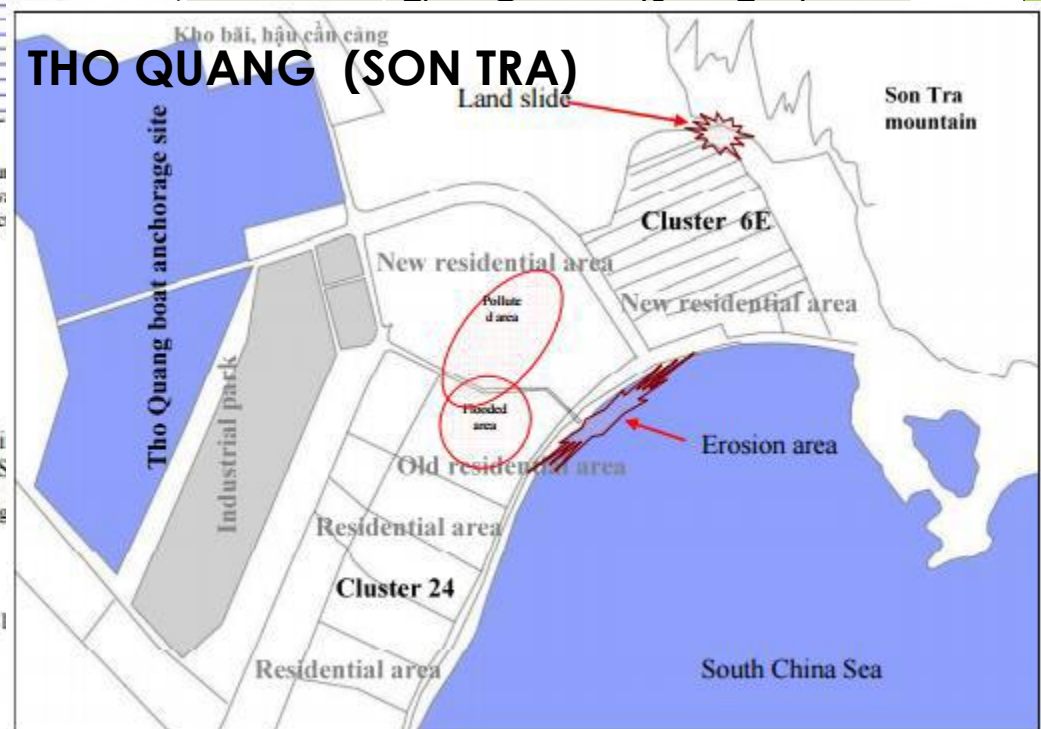 Kho bãi, hậu cần cảng
THO QUANG (SON TRA)
Land slide
Son Tra
mountain
Tho Quang boat anchorage site
Cluster 6E
New residential area
Pollute
d area
New residential area
Industrial park
Flooded
area
Erosion area
Old residential area
Residential area
Cluster 24
Residential area
South China Sea